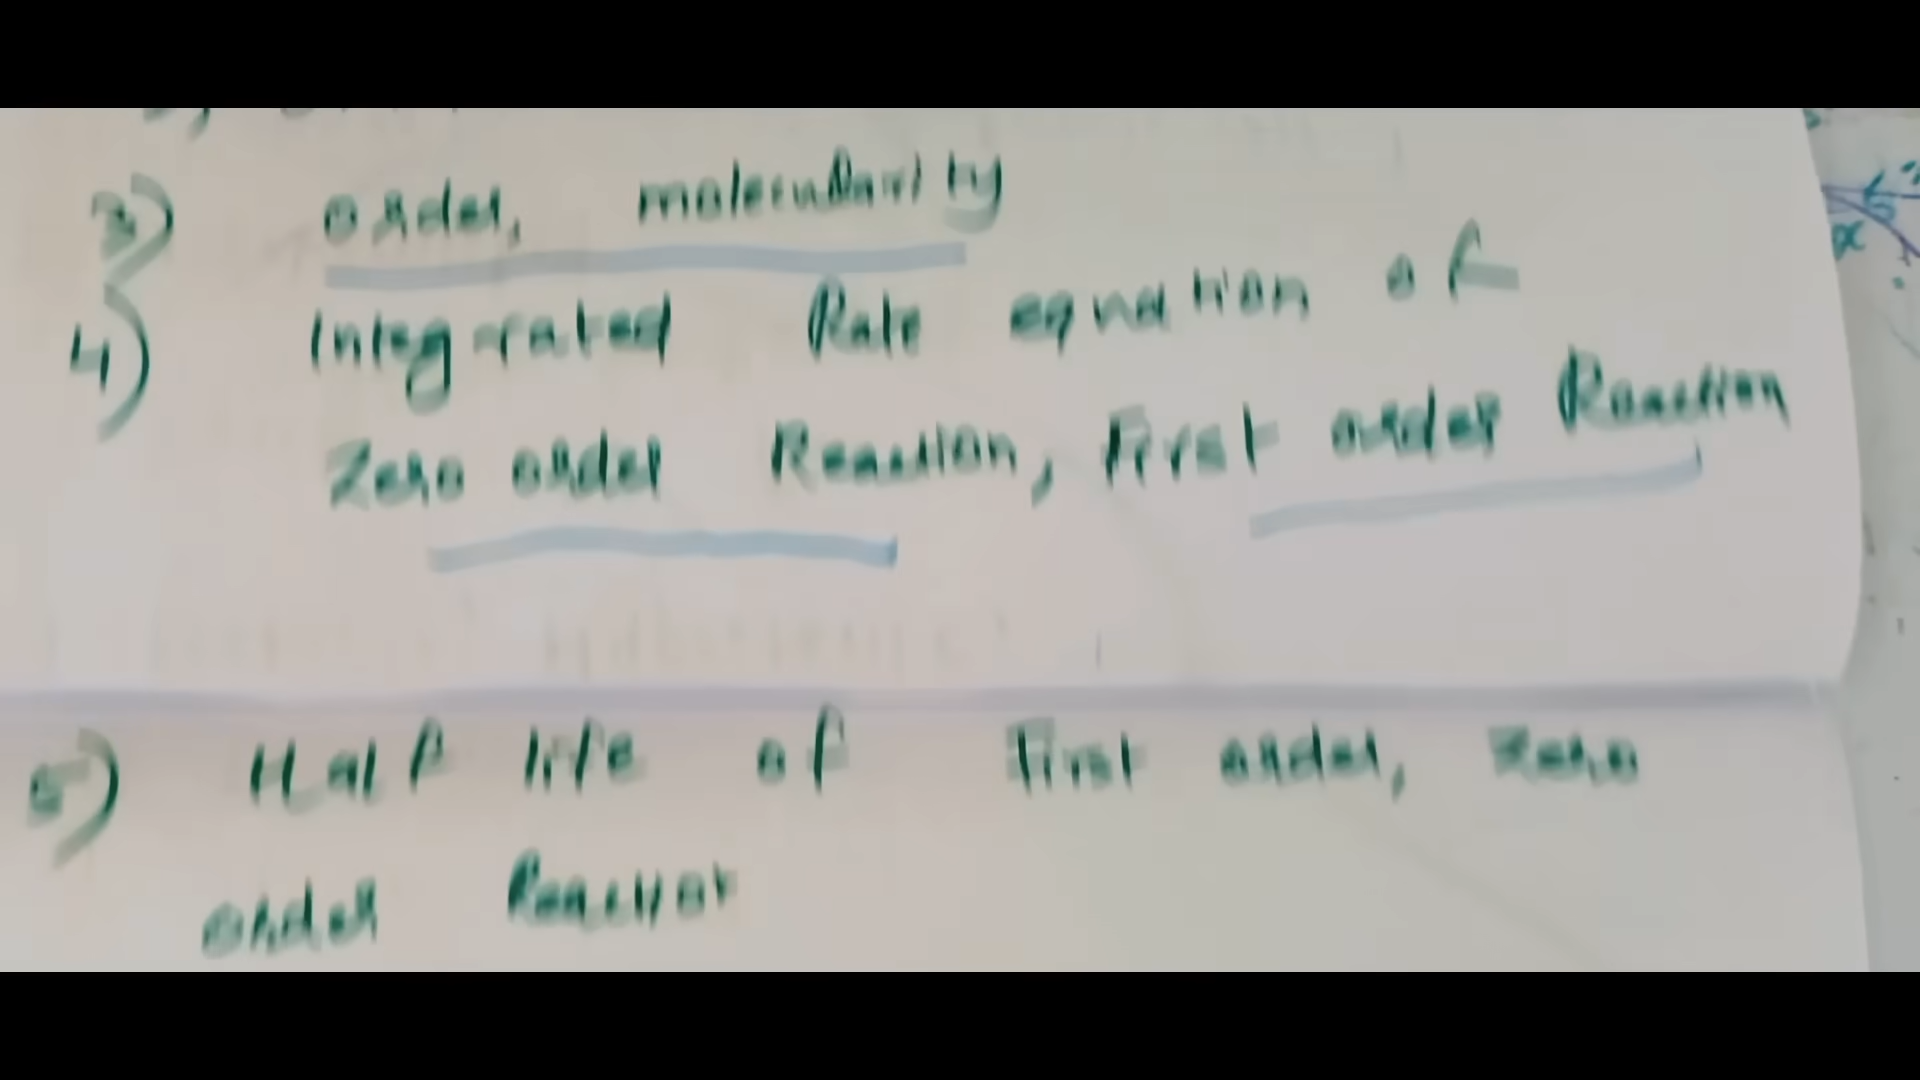 3) order, molecularity
4) Integrated Rate equation of
Zero order Reaction, First order Reaction
5) Half life of First order, Zero
order Reaction